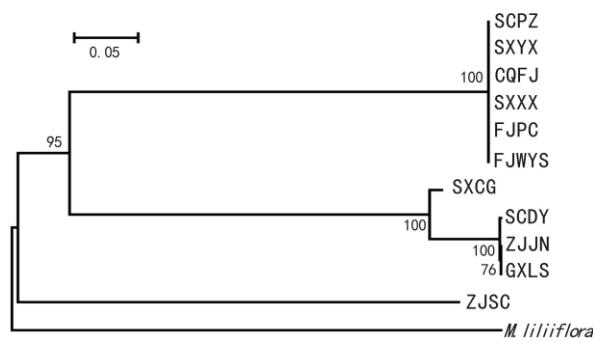 SCPZ
0.05
SXYX
100
CQFJ
SXXX
FJPC
95
FJWYS
SXCG
100
SCDY
100
ZJJN
76
GXLS
ZJSC
M. liliiflora